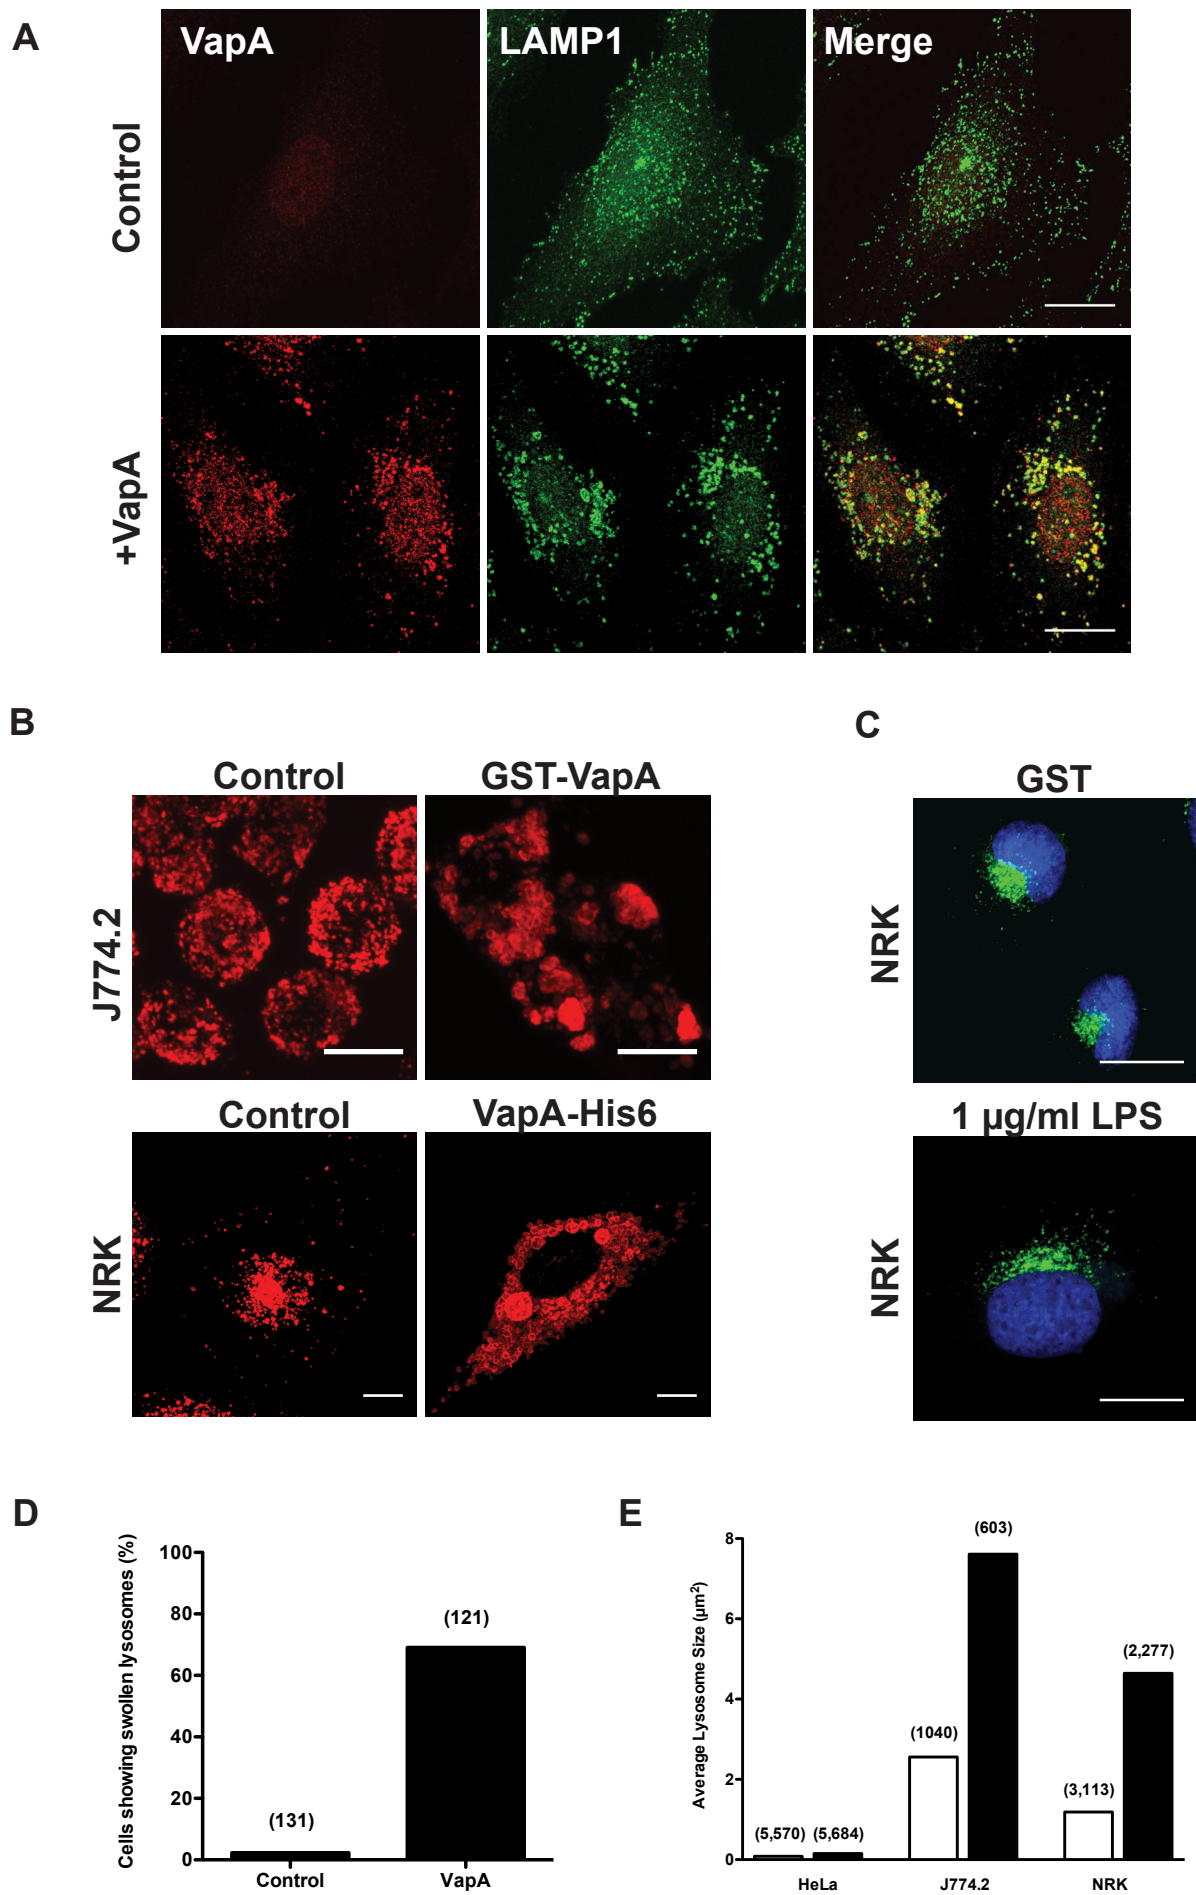 A
VapA
LAMP1
Merge
Control
+VapA
B
C
Control
GST-VapA
GST
J774.2
NRK
Control
VapA-His6
1 µg/ml LPS
NRK
NRK
D
E
Cells showing swollen lysosomes (%)
100
80
60
40
20
0
(131)
(121)
Control
VapA
Average Lysosome Size (µm²)
8
6
4
2
0
(5,570)
(5,684)
(1040)
(603)
(3,113)
(2,277)
HeLa
J774.2
NRK